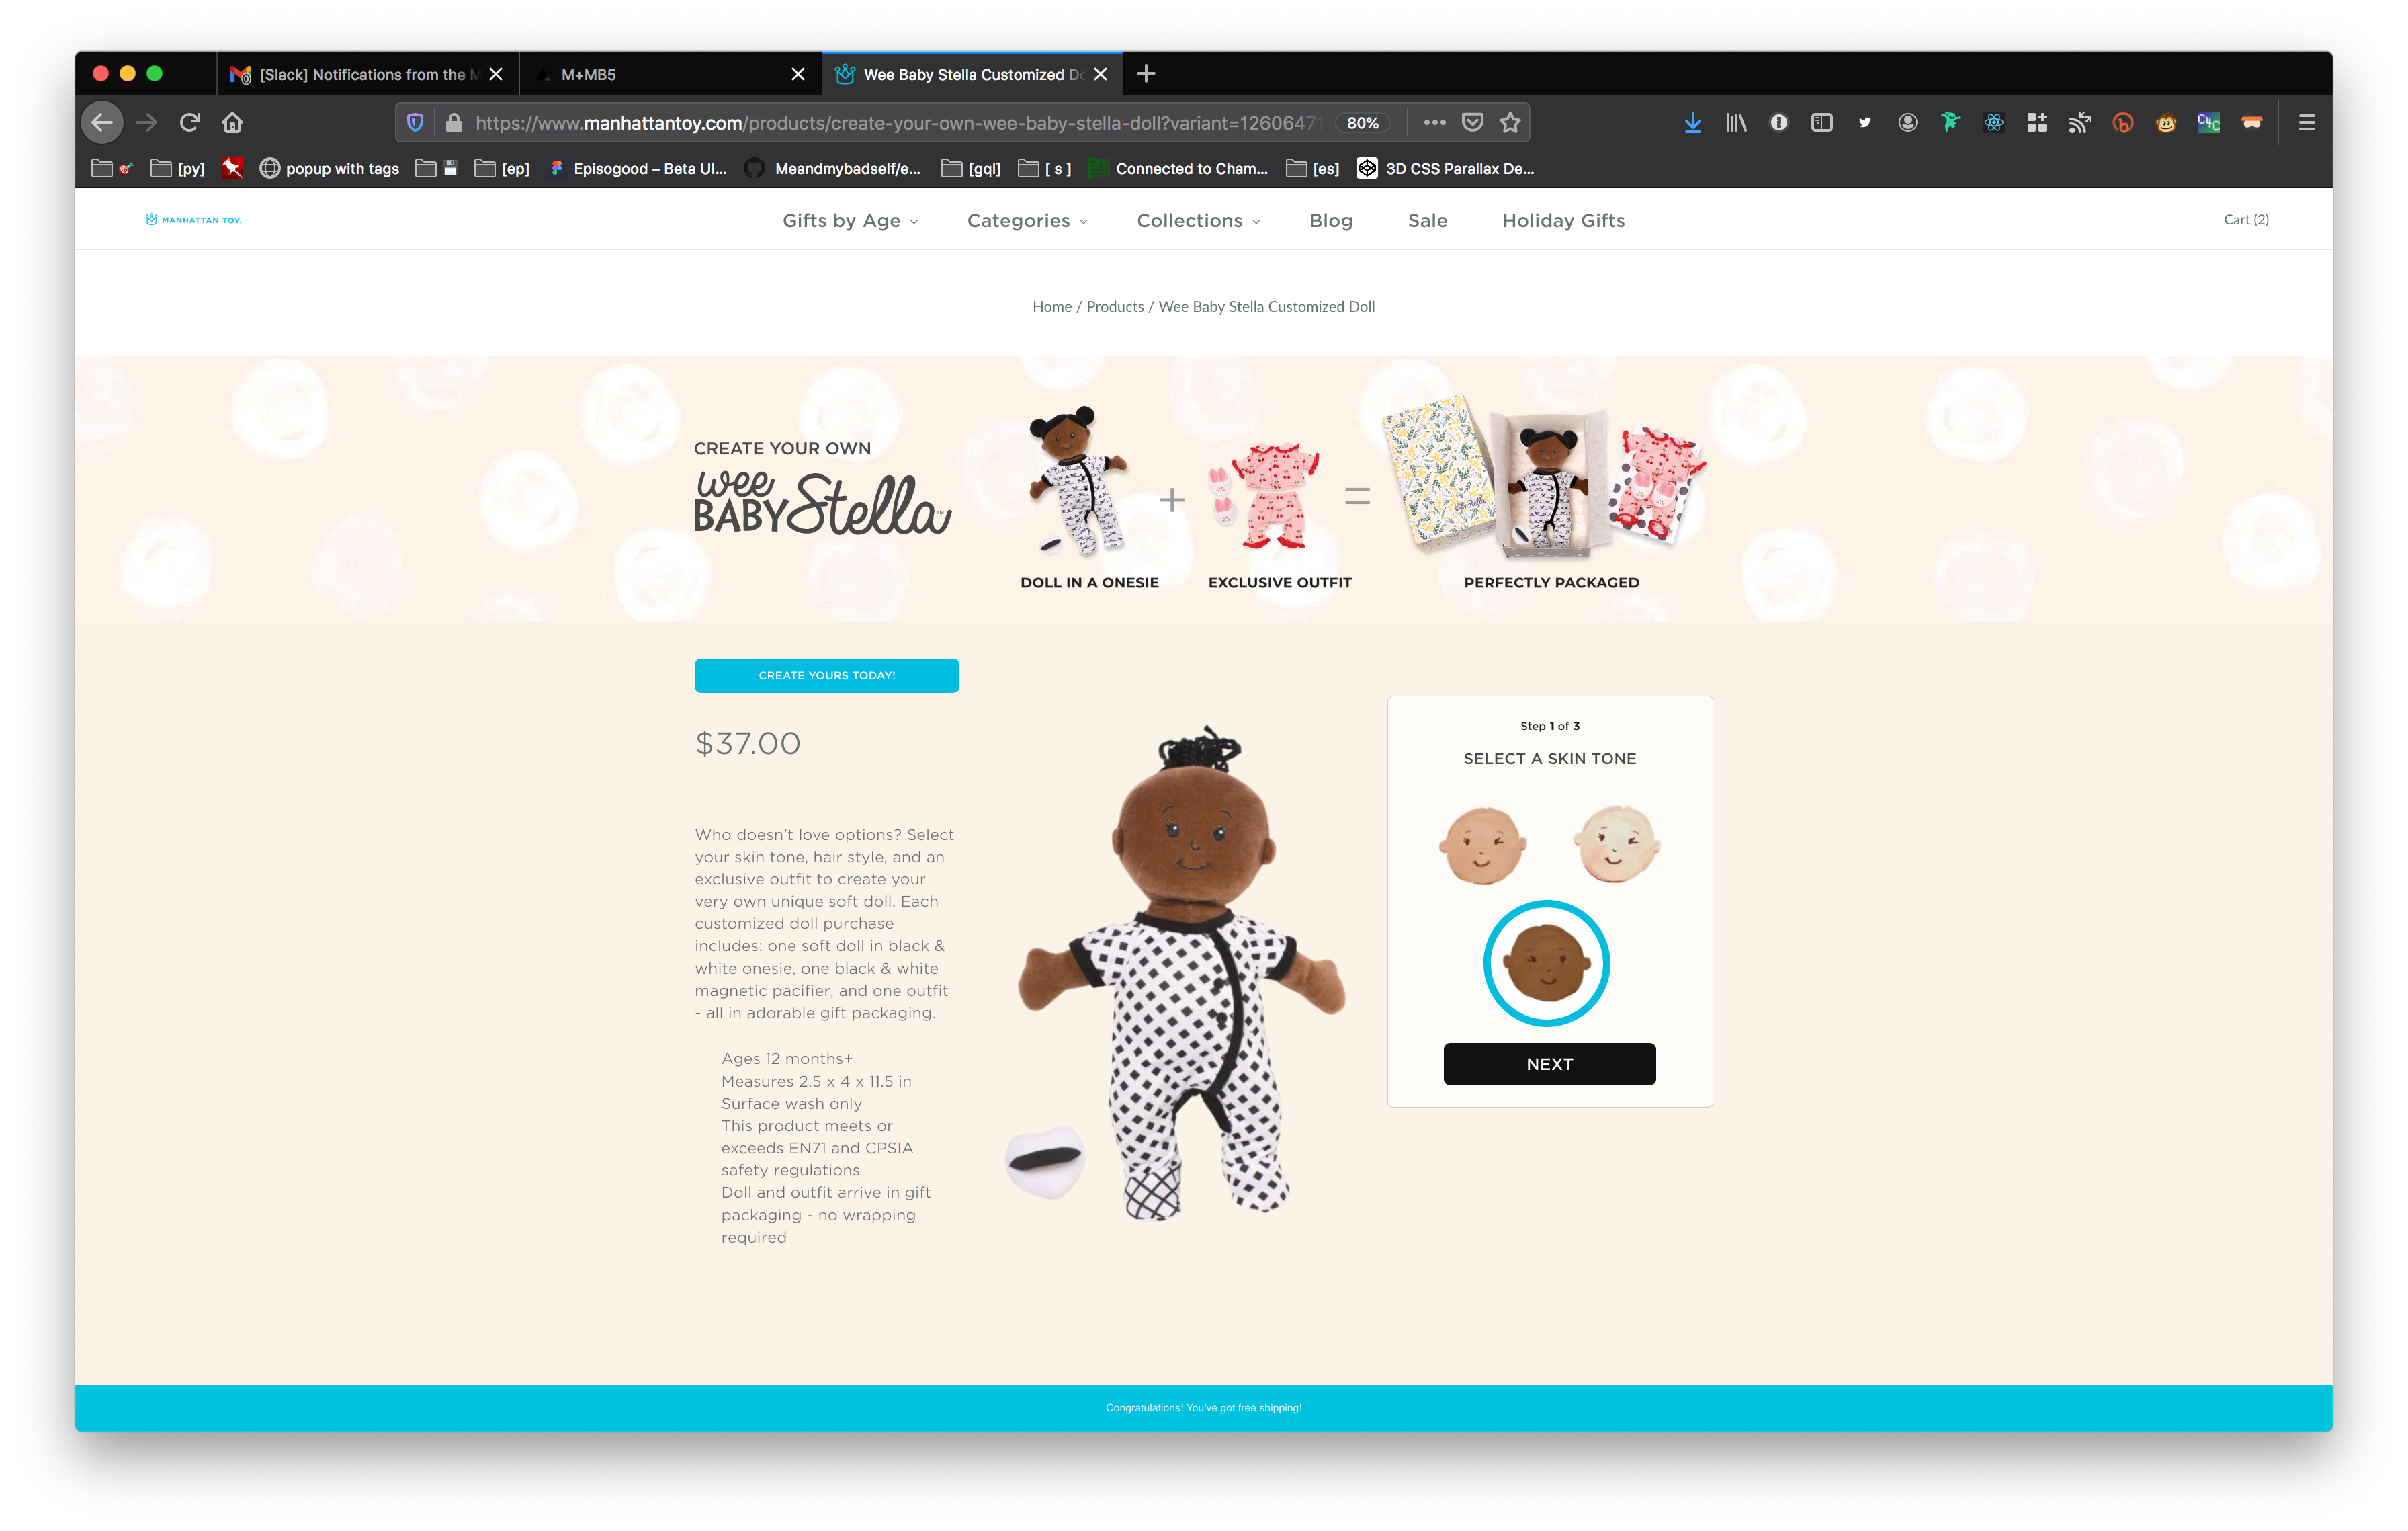 [Slack] Notifications from the M
M+MB5
Wee Baby Stella Customized Do
https://www.manhattantoy.com/products/create-your-own-wee-baby-stella-doll?variant=12606471
80%
[py]
popup with tags
[ep]
Episogood – Beta UI...
Meandmybadself/e...
[gql]
[ s ]
Connected to Cham...
[es]
3D CSS Parallax De...
MANHATTAN TOY.
Gifts by Age
Categories
Collections
Blog
Sale
Holiday Gifts
Cart (2)
Home / Products / Wee Baby Stella Customized Doll
CREATE YOUR OWN
wee
BABY Stella™
+
=
DOLL IN A ONESIE
EXCLUSIVE OUTFIT
PERFECTLY PACKAGED
CREATE YOURS TODAY!
$37.00
Who doesn't love options? Select
your skin tone, hair style, and an
exclusive outfit to create your
very own unique soft doll. Each
customized doll purchase
includes: one soft doll in black &
white onesie, one black & white
magnetic pacifier, and one outfit
- all in adorable gift packaging.
Ages 12 months+
Measures 2.5 x 4 x 11.5 in
Surface wash only
This product meets or
exceeds EN71 and CPSIA
safety regulations
Doll and outfit arrive in gift
packaging - no wrapping
required
Step 1 of 3
SELECT A SKIN TONE
NEXT
Congratulations! You've got free shipping!